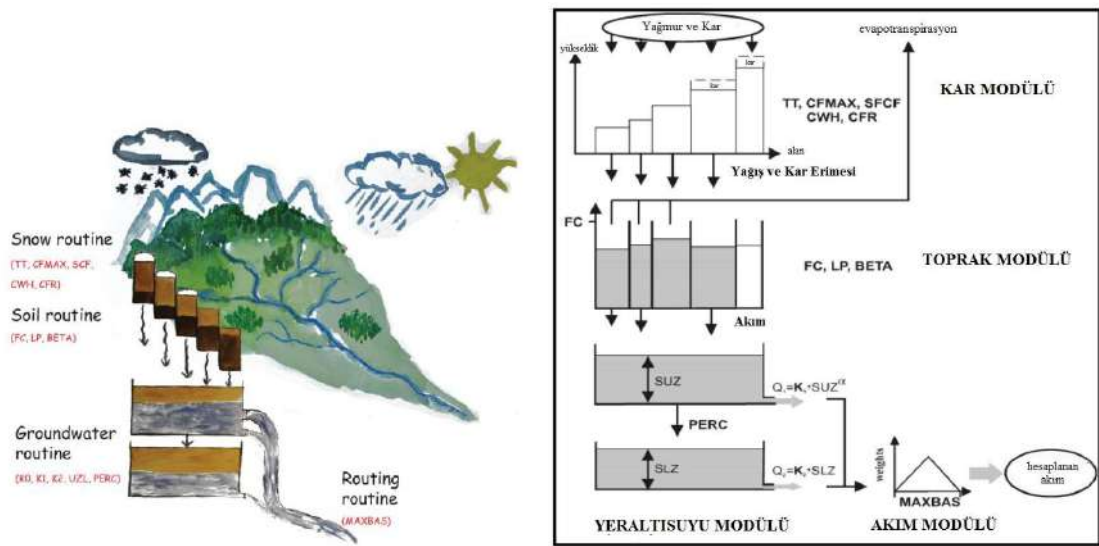 Snow routine
(TT, CFMAX, SCF,
CWH, CFR)
Soil routine
(FC, LP, BETA)
Groundwater
routine
(K0, K1, K2, UZL, PERC)
Routing
routine
(MAXBAS)
Yağmur ve Kar
evapotranspirasyon
yükseklik
kar
kar
KAR MODÜLÜ
TT, CFMAX, SFCF
CWH, CFR
alan
Yağış ve Kar Erimesi
FC
FC, LP, BETA
TOPRAK MODÜLÜ
Akım
SUZ
PERC
SLZ
weights
MAXBAS
hesaplanan
akım
YERALTISUYU MODÜLÜ
AKIM MODÜLÜ